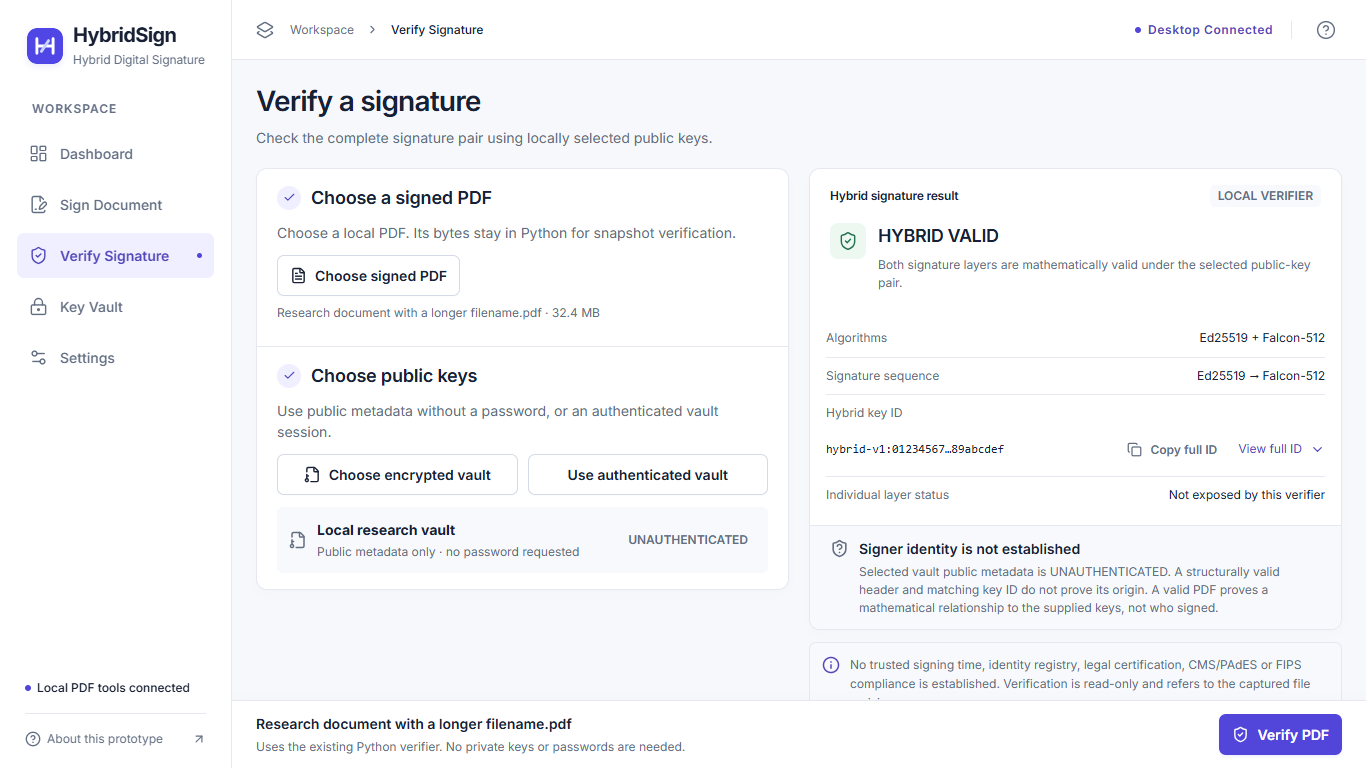 HybridSign
Hybrid Digital Signature
WORKSPACE
Dashboard
Sign Document
Verify Signature
Key Vault
Settings
Local PDF tools connected
About this prototype
Workspace > Verify Signature
Desktop Connected
Verify a signature
Check the complete signature pair using locally selected public keys.
Choose a signed PDF
Choose a local PDF. Its bytes stay in Python for snapshot verification.
Choose signed PDF
Research document with a longer filename.pdf · 32.4 MB
Choose public keys
Use public metadata without a password, or an authenticated vault
session.
Choose encrypted vault
Use authenticated vault
Local research vault
Public metadata only · no password requested
UNAUTHENTICATED
Hybrid signature result
LOCAL VERIFIER
HYBRID VALID
Both signature layers are mathematically valid under the selected public-key
pair.
Algorithms
Ed25519 + Falcon-512
Signature sequence
Ed25519 → Falcon-512
Hybrid key ID
hybrid-v1:01234567…89abcdef
Copy full ID
View full ID
Individual layer status
Not exposed by this verifier
Signer identity is not established
Selected vault public metadata is UNAUTHENTICATED. A structurally valid
header and matching key ID do not prove its origin. A valid PDF proves a
mathematical relationship to the supplied keys, not who signed.
No trusted signing time, identity registry, legal certification, CMS/PAdES or FIPS
compliance is established. Verification is read-only and refers to the captured file
Research document with a longer filename.pdf
Uses the existing Python verifier. No private keys or passwords are needed.
Verify PDF